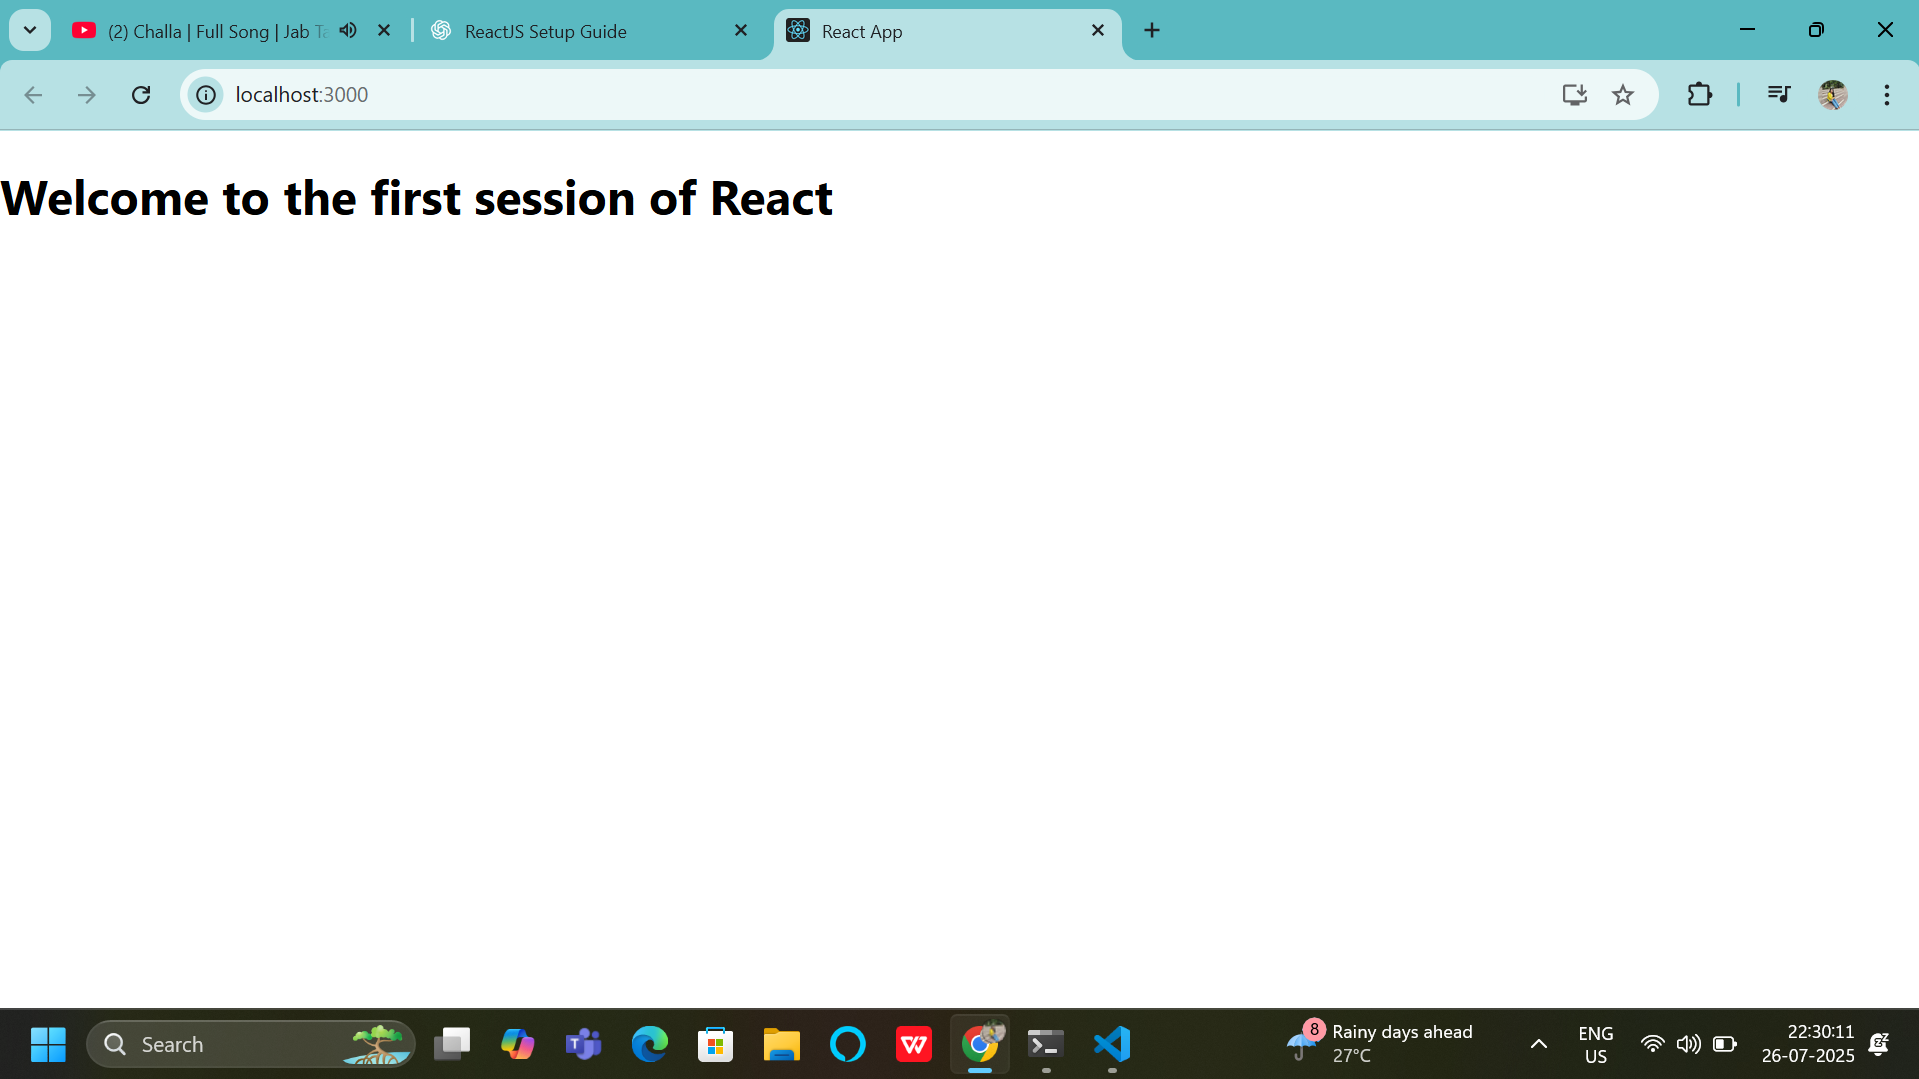 (2) Challa | Full Song | Jab Ta
ReactJS Setup Guide
React App
localhost:3000
Welcome to the first session of React
Search
8
Rainy days ahead
27°C
ENG
US
22:30:11
26-07-2025